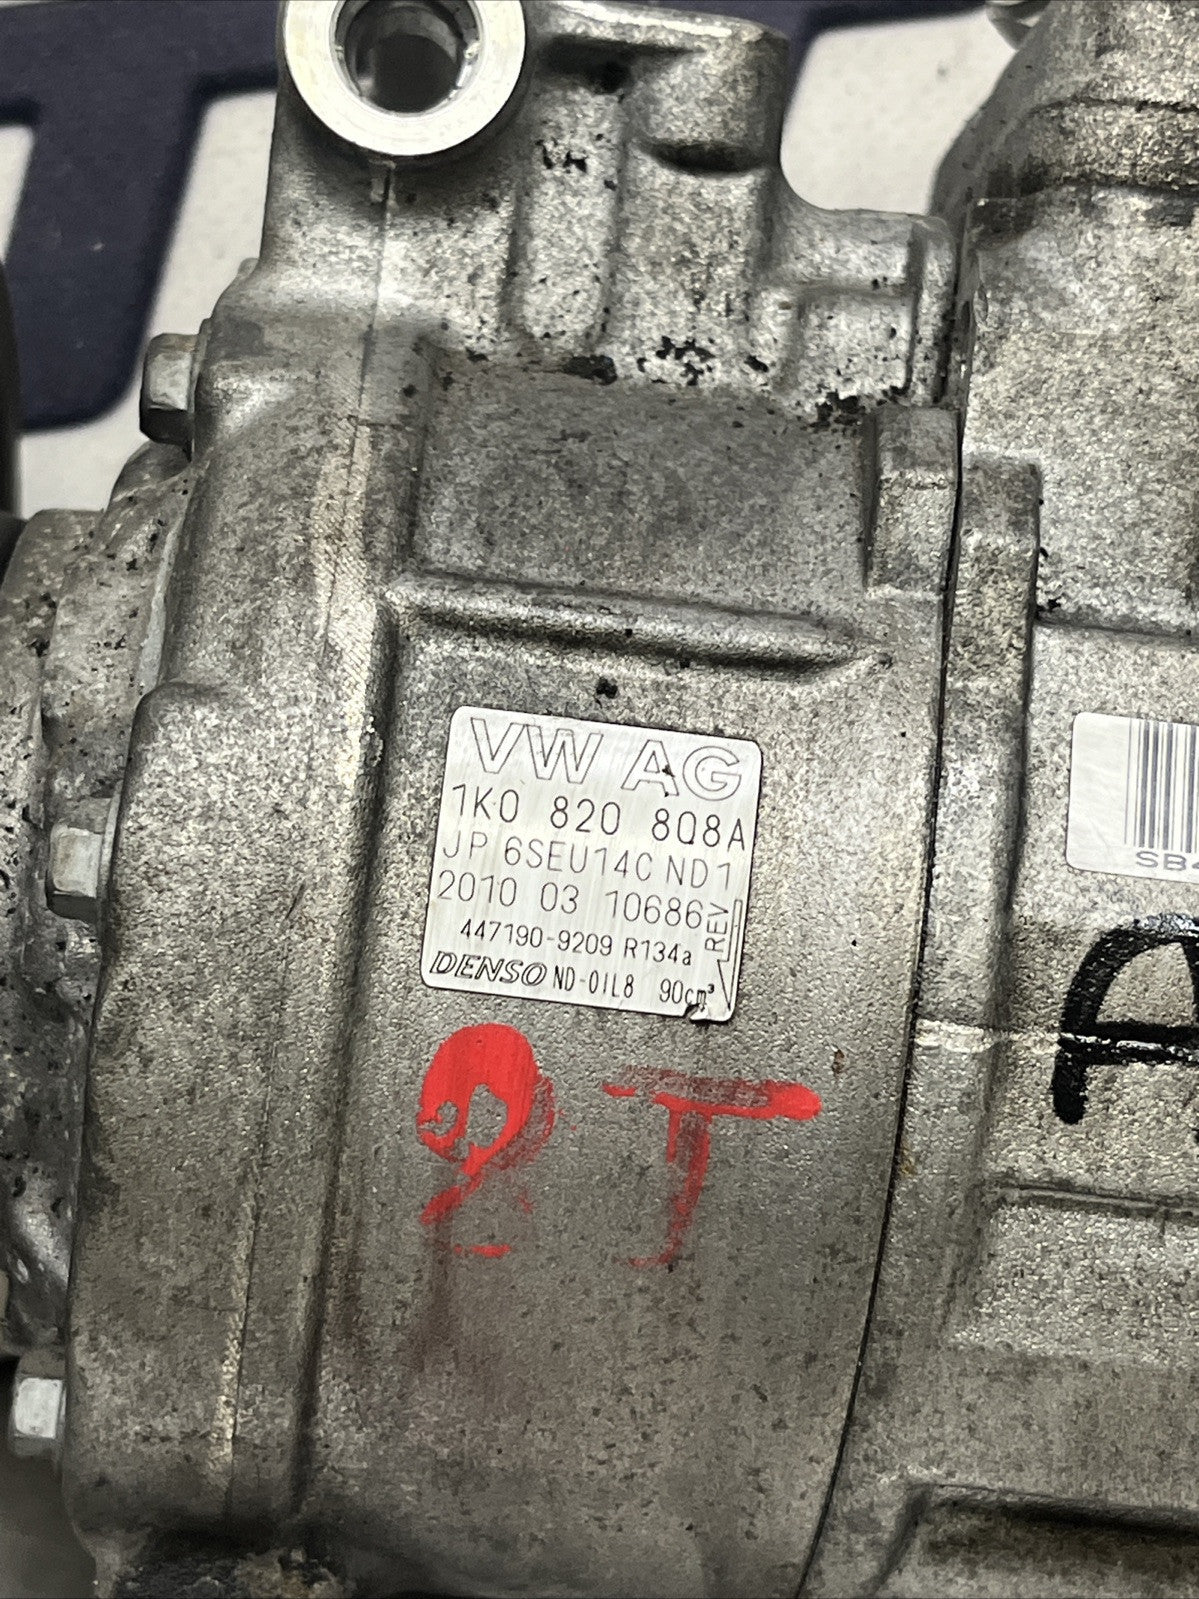 VW AG
1K0 820 808A
JP 6SEU14C ND1
2010 03 10686
REV
447190-9209 R134a
DENSO ND-OIL8 90cm³
SB
A
T